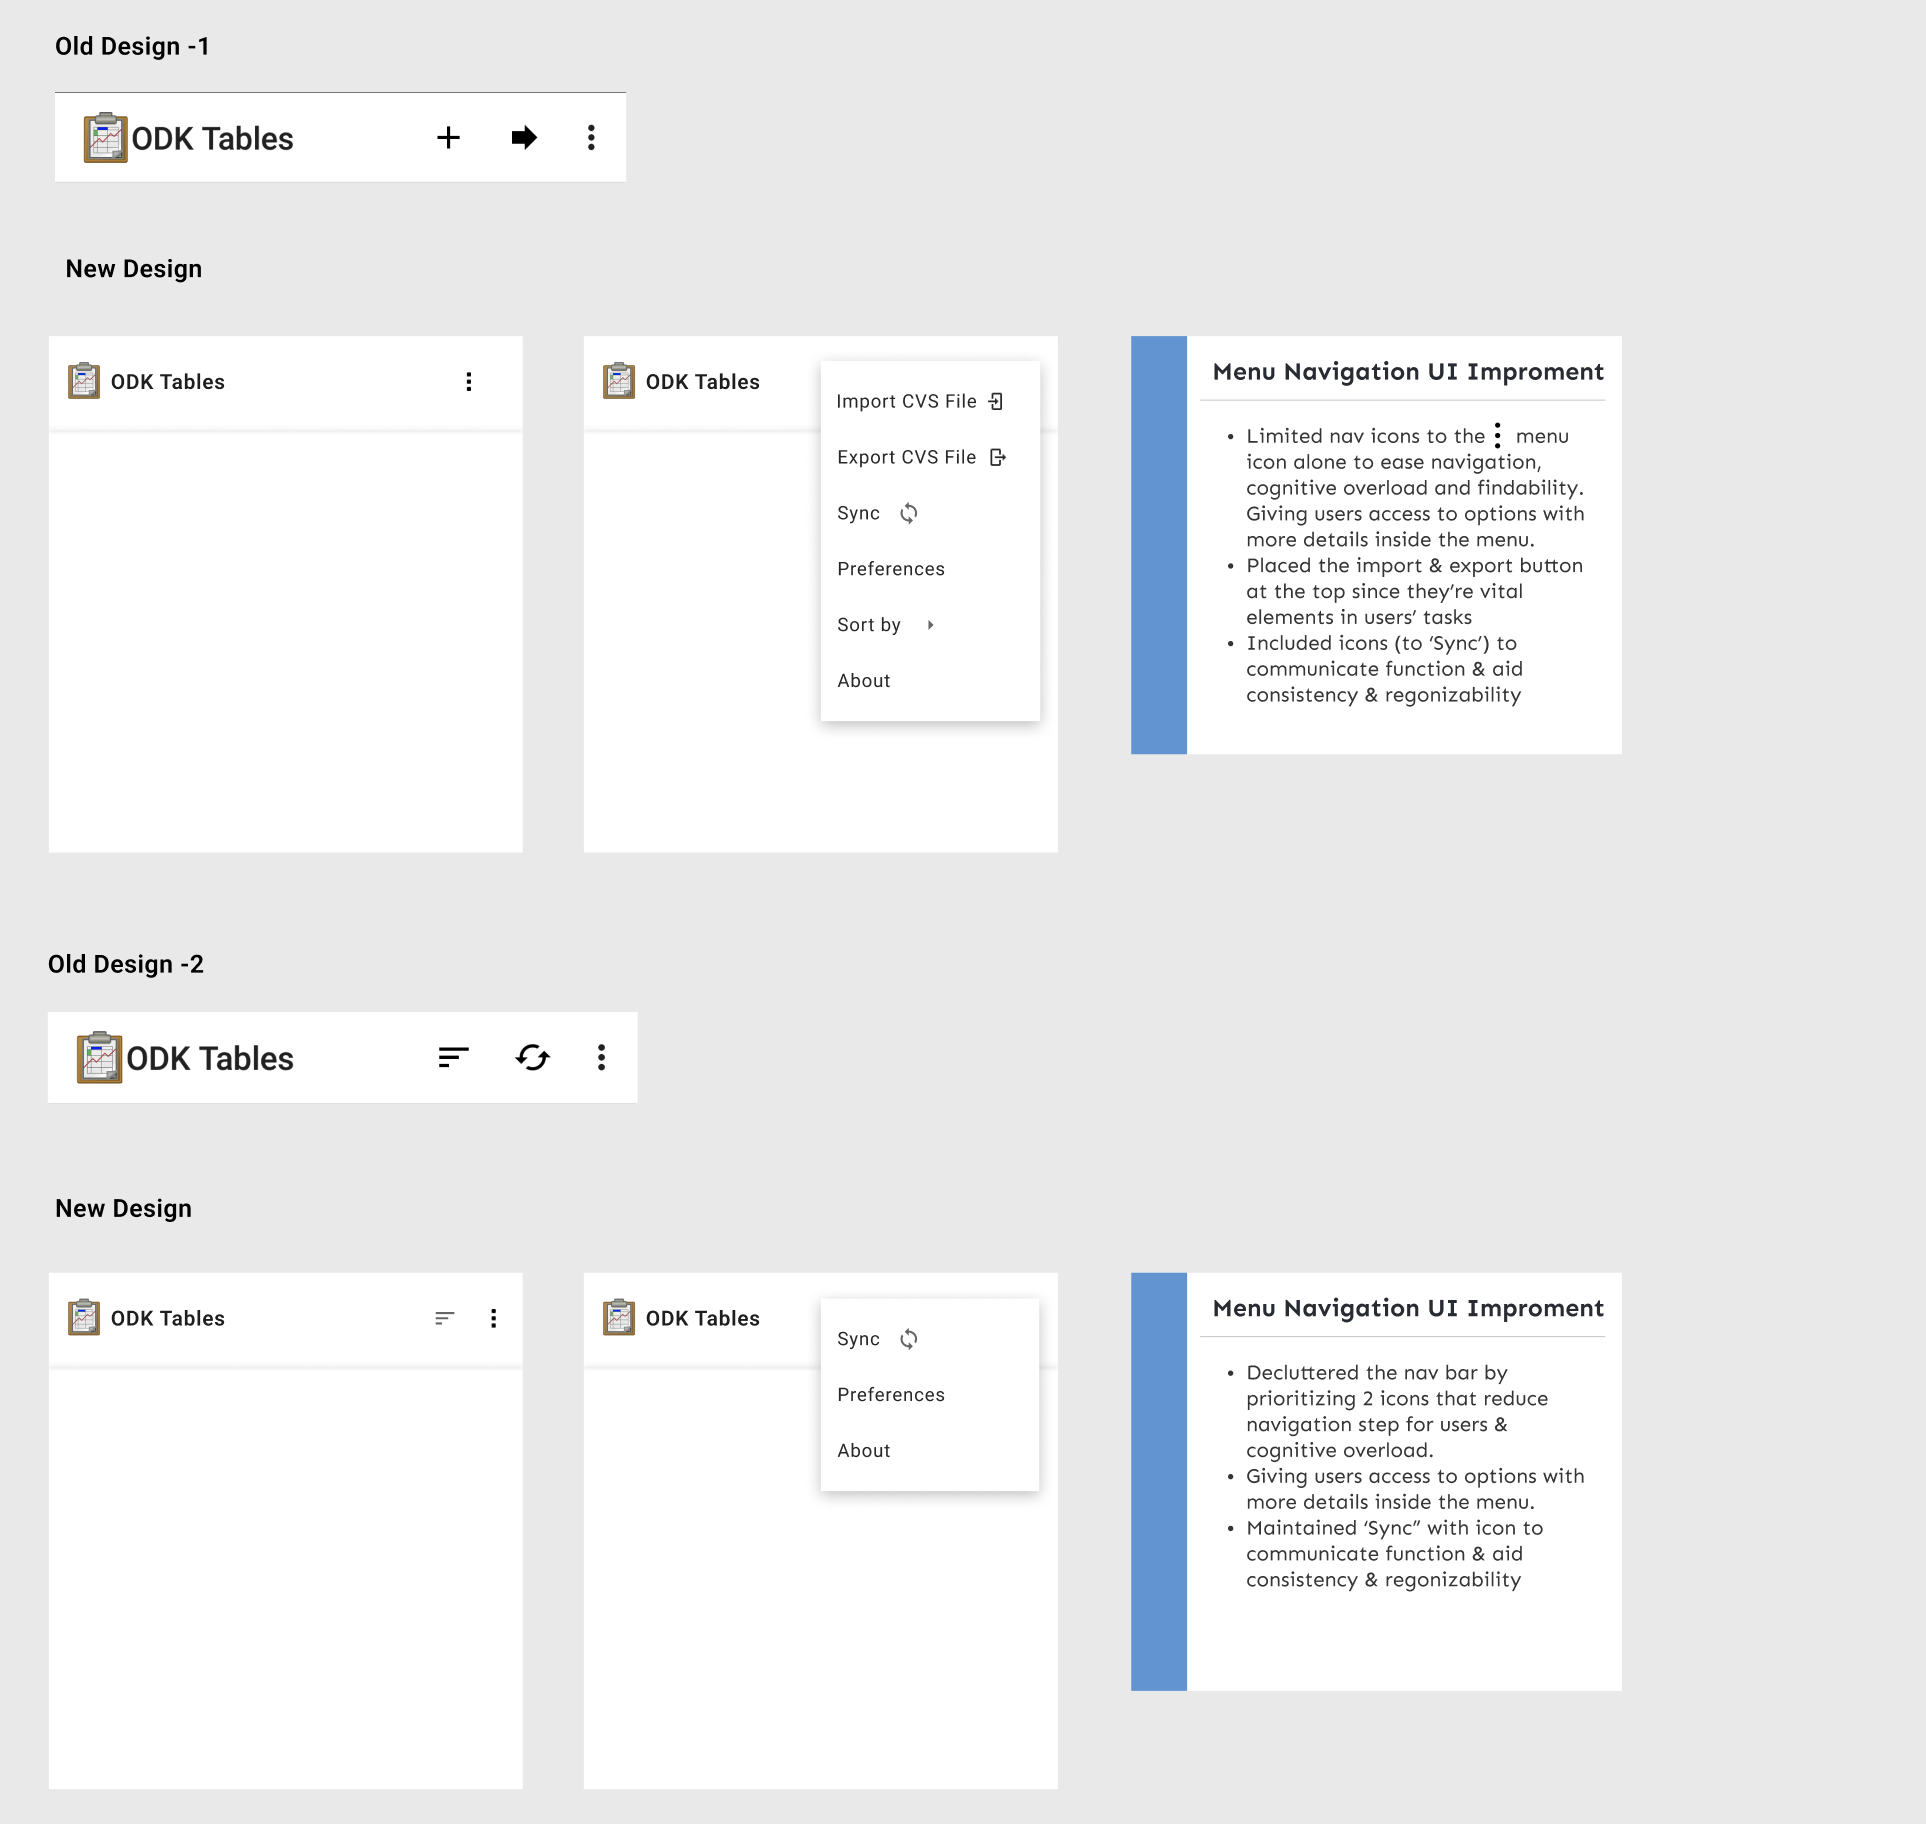 Old Design -1
ODK Tables
New Design
ODK Tables
ODK Tables
Import CVS File
Export CVS File
Sync
Preferences
Sort by
About
Menu Navigation UI Improment
• Limited nav icons to the ⋮ menu
icon alone to ease navigation,
cognitive overload and findability.
Giving users access to options with
more details inside the menu.
• Placed the import & export button
at the top since they’re vital
elements in users’ tasks
• Included icons (to ‘Sync’) to
communicate function & aid
consistency & regonizability
Old Design -2
ODK Tables
New Design
ODK Tables
ODK Tables
Sync
Preferences
About
Menu Navigation UI Improment
• Decluttered the nav bar by
prioritizing 2 icons that reduce
navigation step for users &
cognitive overload.
• Giving users access to options with
more details inside the menu.
• Maintained ‘Sync” with icon to
communicate function & aid
consistency & regonizability